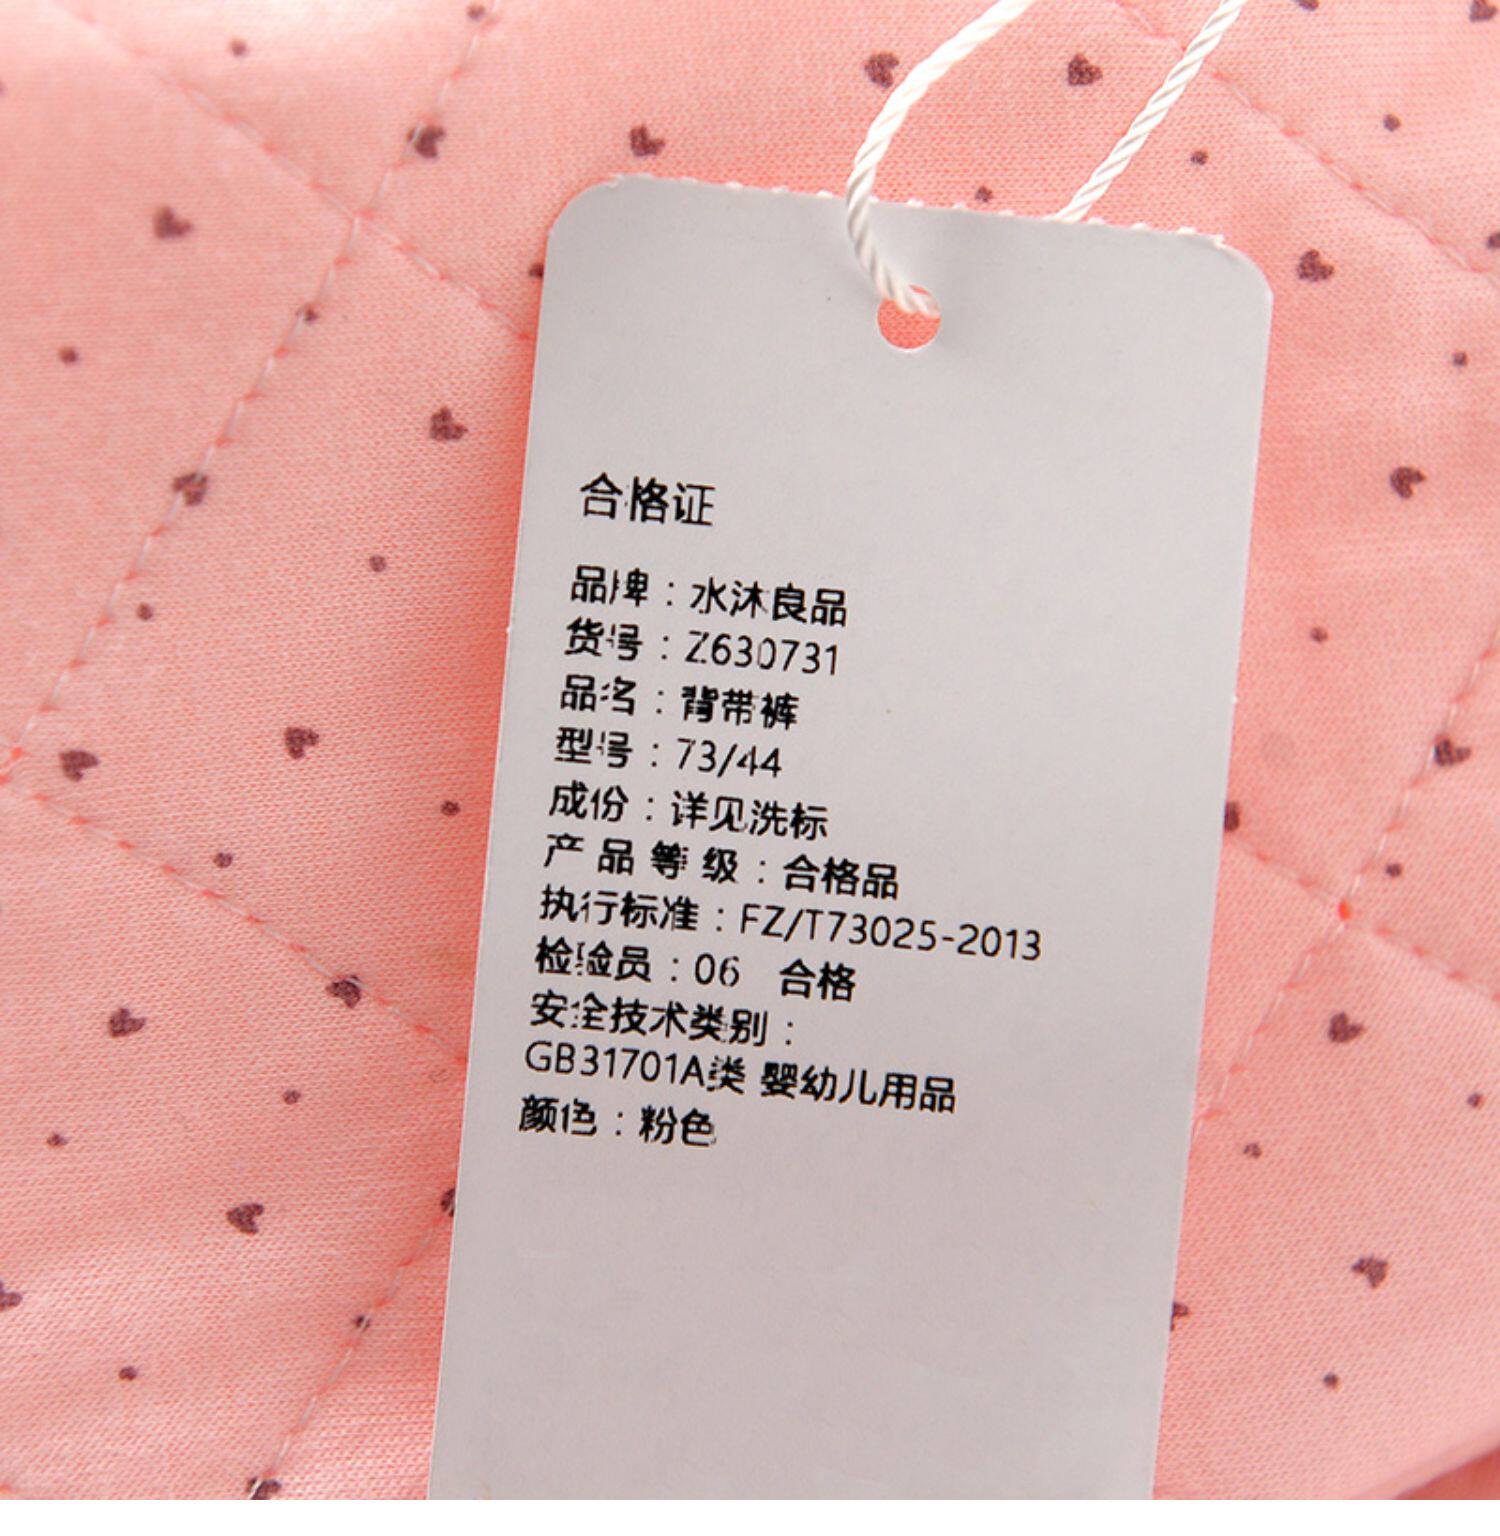 合格证
品牌：水沐良品
货号：Z630731
品名：背带裤
型号：73/44
成份：详见洗标
产 品 等 级：合格品
执行标准：FZ/T73025-2013
检验员：06 合格
安全技术类别：
GB31701A类 婴幼儿用品
颜色：粉色